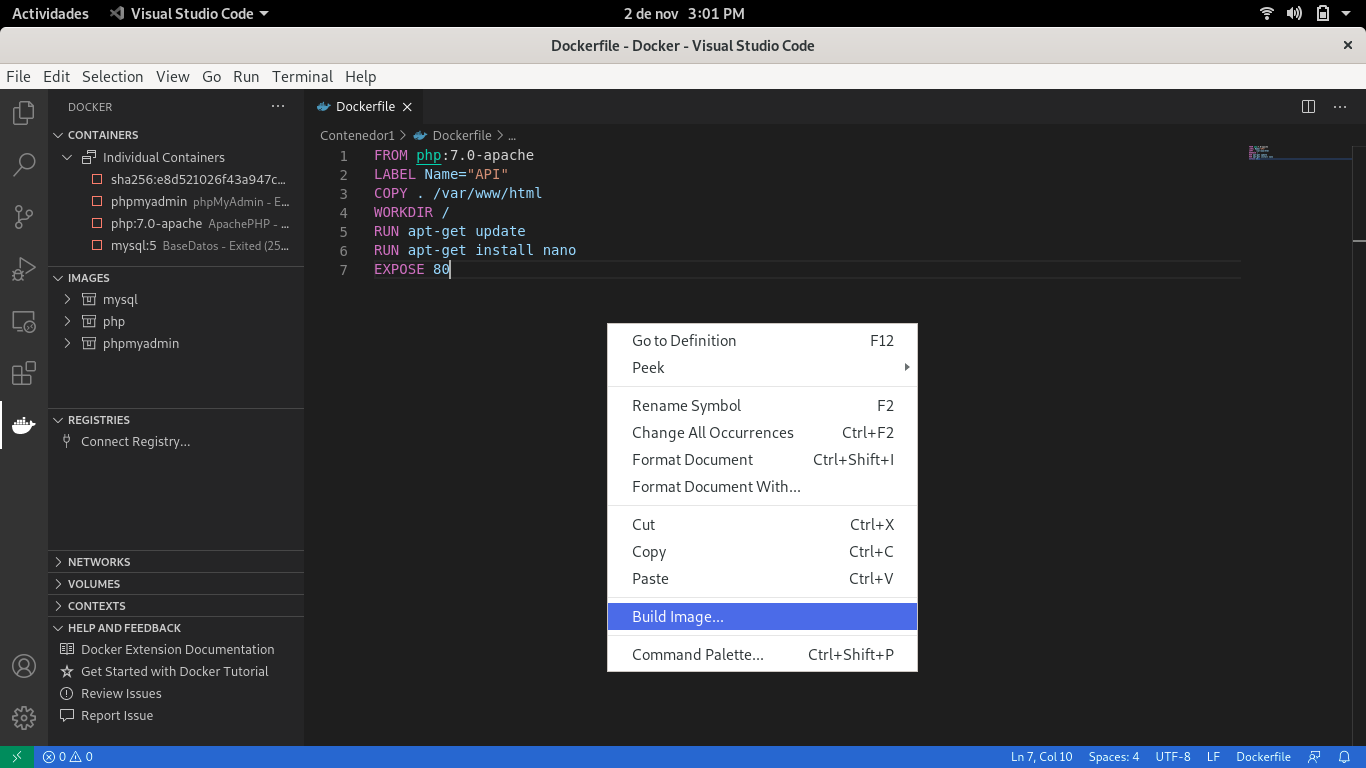 Actividades Visual Studio Code 2 de nov 3:01 PM
Dockerfile - Docker - Visual Studio Code
File Edit Selection View Go Run Terminal Help
DOCKER
CONTAINERS
Individual Containers
sha256:e8d521026f43a947c...
phpmyadmin phpMyAdmin - E...
php:7.0-apache ApachePHP - ...
mysql:5 BaseDatos - Exited (25...
IMAGES
mysql
php
phpmyadmin
REGISTRIES
Connect Registry...
NETWORKS
VOLUMES
CONTEXTS
HELP AND FEEDBACK
Docker Extension Documentation
Get Started with Docker Tutorial
Review Issues
Report Issue
Dockerfile
Contenedor1 > Dockerfile > ...
1 FROM php:7.0-apache
2 LABEL Name="API"
3 COPY . /var/www/html
4 WORKDIR /
5 RUN apt-get update
6 RUN apt-get install nano
7 EXPOSE 80
Go to Definition F12
Peek
Rename Symbol F2
Change All Occurrences Ctrl+F2
Format Document Ctrl+Shift+I
Format Document With...
Cut Ctrl+X
Copy Ctrl+C
Paste Ctrl+V
Build Image...
Command Palette... Ctrl+Shift+P
0 0 Ln 7, Col 10 Spaces: 4 UTF-8 LF Dockerfile